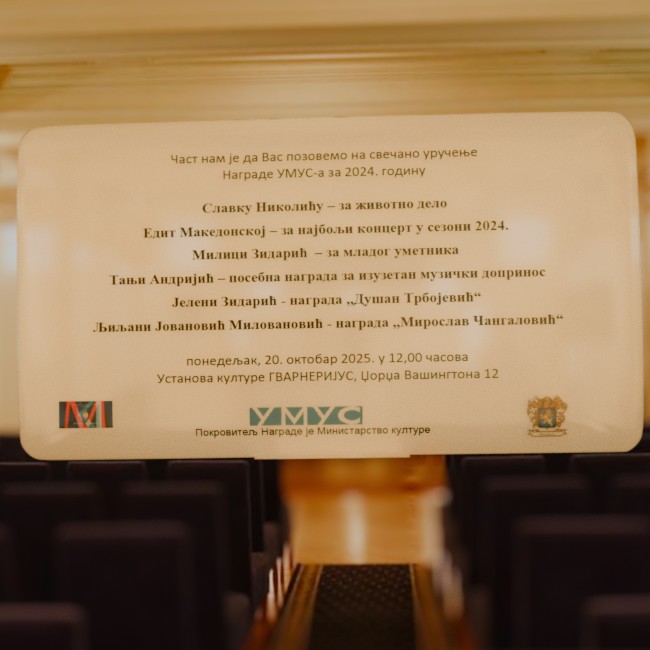 Част нам је да Вас позовемо на свечано уручење
Награде УМУС-а за 2024. годину
Славку Николићу – за животно дело
Едит Македонској – за најбољи концерт у сезони 2024.
Милици Зидарић – за младог уметника
Тањи Андријић – посебна награда за изузетан музички допринос
Јелени Зидарић - награда „Душан Трбојевић“
Љиљани Јовановић Миловановић - награда „Мирослав Чангаловић“
понедељак, 20. октобар 2025. у 12,00 часова
Установа културе ГВАРНЕРИЈУС, Џорџа Вашингтона 12
УМУС
Покровитељ Награде је Министарство културе